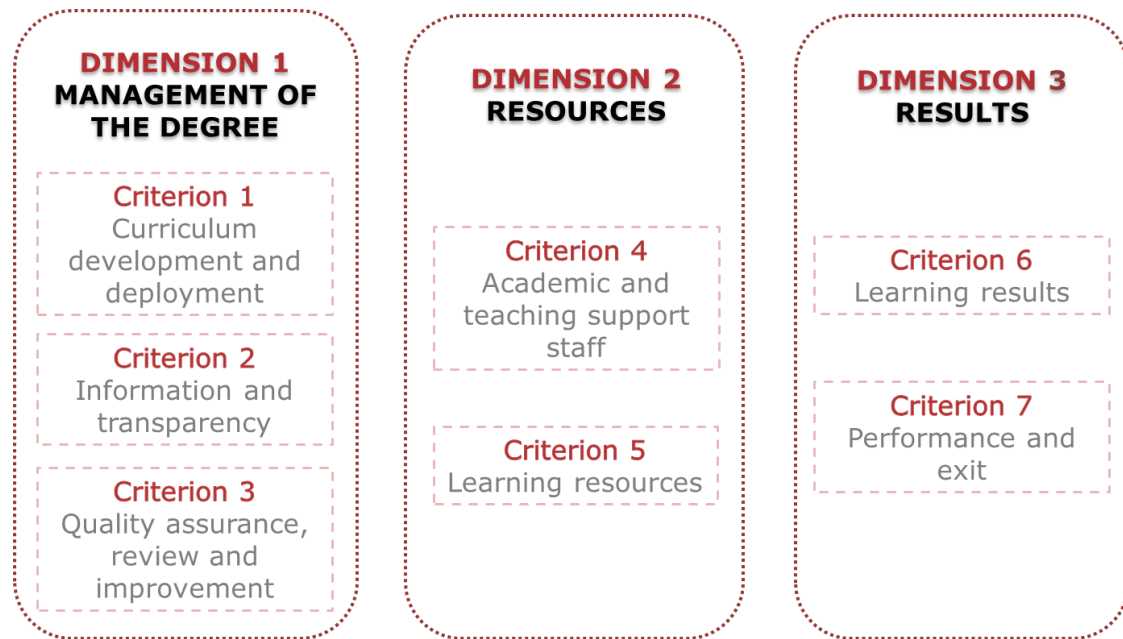 DIMENSION 1
MANAGEMENT OF
THE DEGREE
Criterion 1
Curriculum
development and
deployment
Criterion 2
Information and
transparency
Criterion 3
Quality assurance,
review and
improvement
DIMENSION 2
RESOURCES
Criterion 4
Academic and
teaching support
staff
Criterion 5
Learning resources
DIMENSION 3
RESULTS
Criterion 6
Learning results
Criterion 7
Performance and
exit